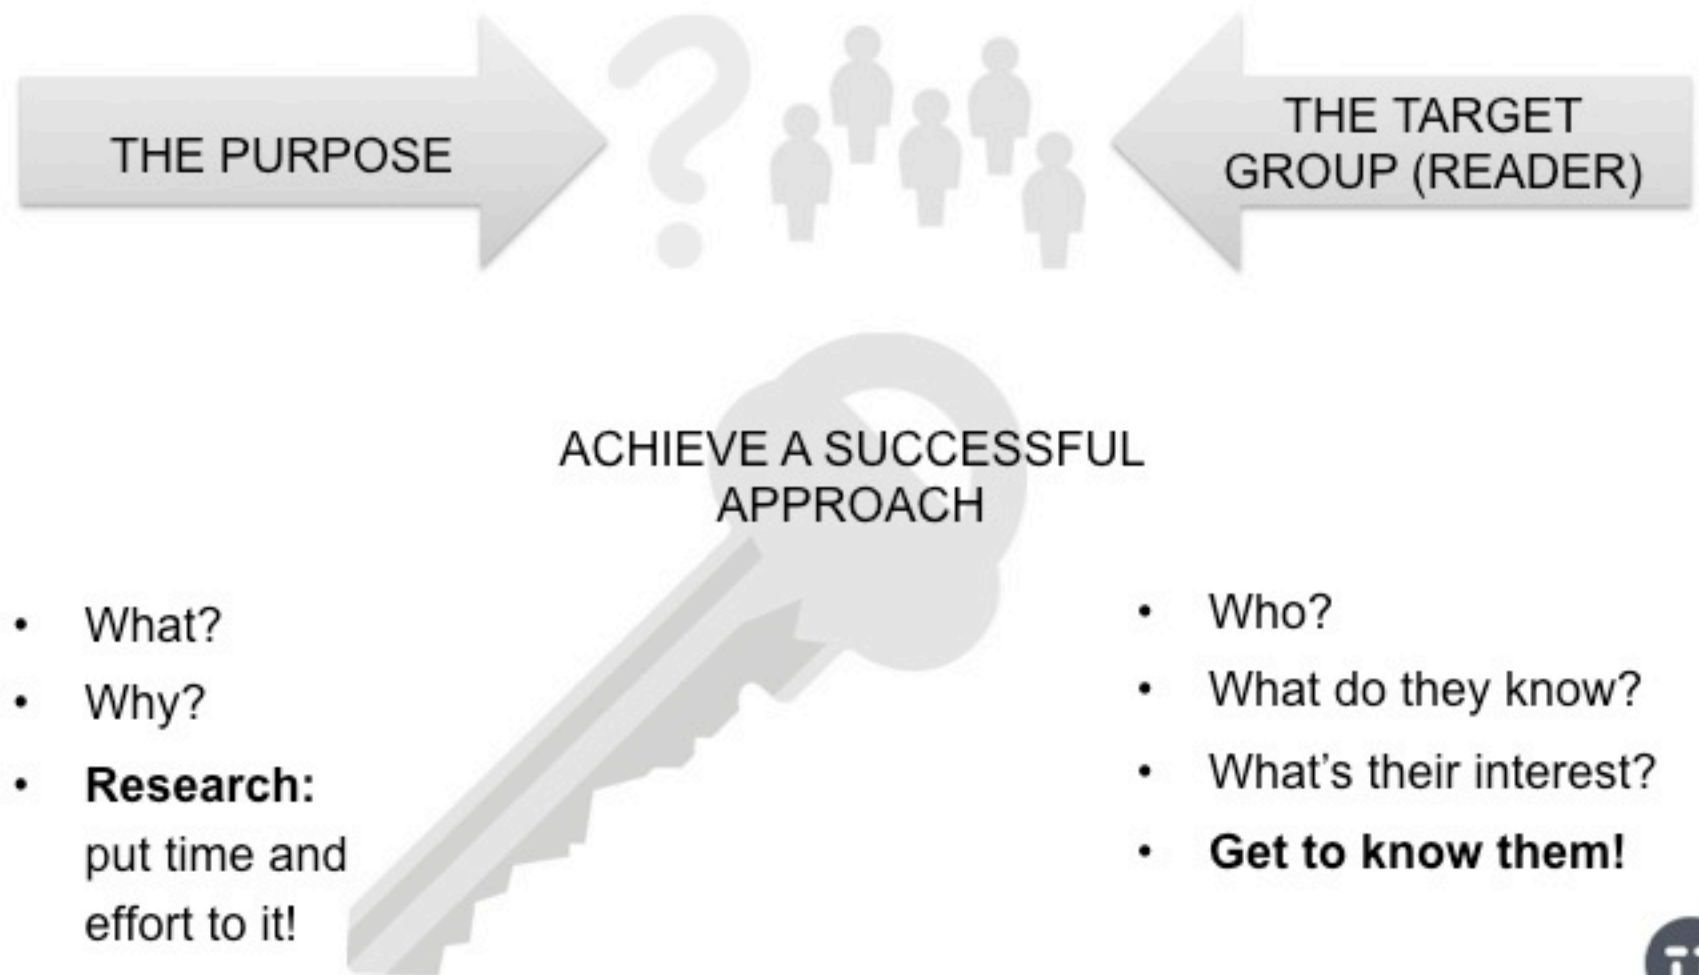 THE PURPOSE
THE TARGET
GROUP (READER)
ACHIEVE A SUCCESSFUL
APPROACH
• What?
• Why?
• Research:
put time and
effort to it!
• Who?
• What do they know?
• What's their interest?
• Get to know them!